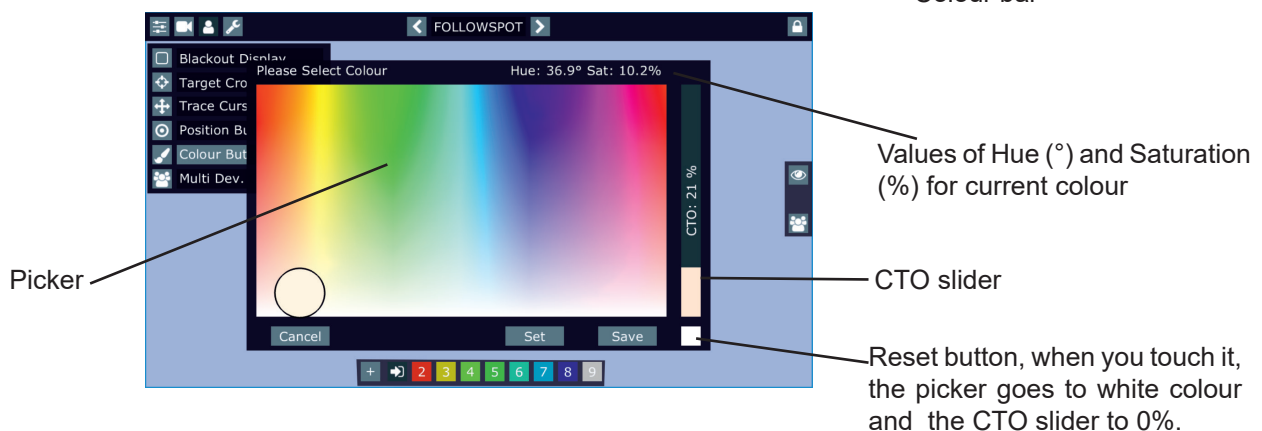 Colour bar
FOLLOWSPOT
Blackout Display
Please Select Colour
Hue: 36.9° Sat: 10.2%
Target Cro
Trace Curs
Position Bu
Colour But
Multi Dev.
CTO: 21 %
Values of Hue (°) and Saturation
(%) for current colour
Picker
CTO slider
Cancel
Set
Save
Reset button, when you touch it,
the picker goes to white colour
and the CTO slider to 0%.
+ 2 3 4 5 6 7 8 9